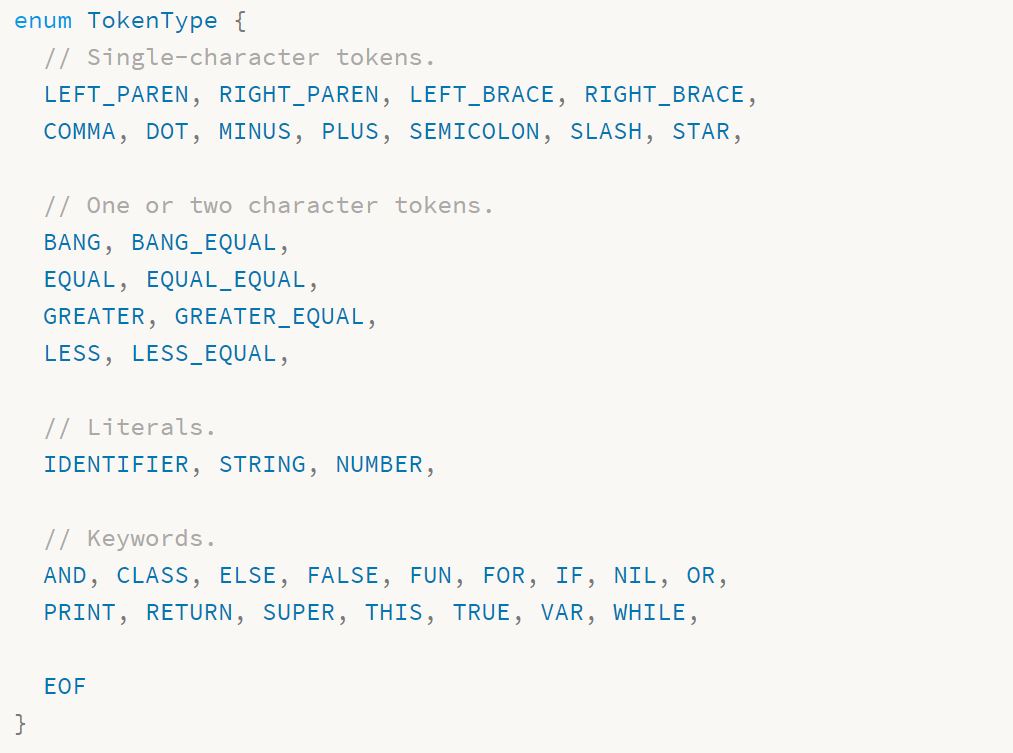 enum TokenType {
  // Single-character tokens.
  LEFT_PAREN, RIGHT_PAREN, LEFT_BRACE, RIGHT_BRACE,
  COMMA, DOT, MINUS, PLUS, SEMICOLON, SLASH, STAR,

  // One or two character tokens.
  BANG, BANG_EQUAL,
  EQUAL, EQUAL_EQUAL,
  GREATER, GREATER_EQUAL,
  LESS, LESS_EQUAL,

  // Literals.
  IDENTIFIER, STRING, NUMBER,

  // Keywords.
  AND, CLASS, ELSE, FALSE, FUN, FOR, IF, NIL, OR,
  PRINT, RETURN, SUPER, THIS, TRUE, VAR, WHILE,

  EOF
}